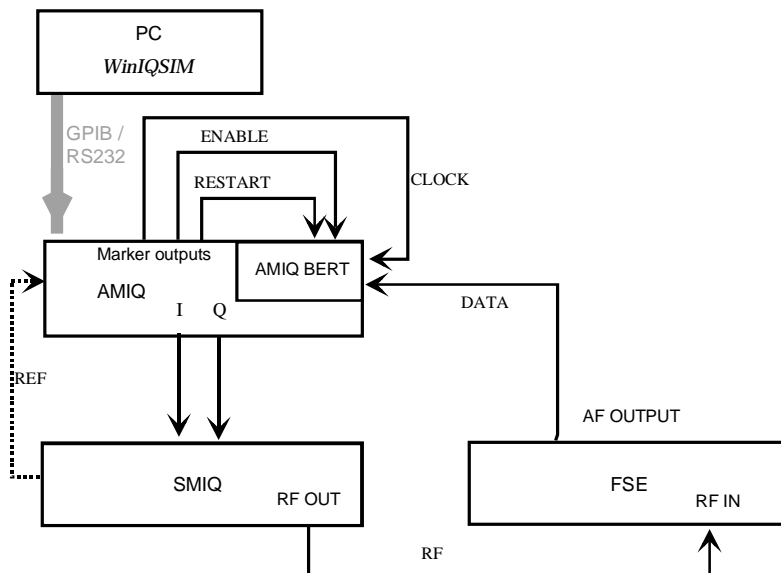 PC
WinIQSIM
GPIB /
RS232
ENABLE
RESTART
CLOCK
Marker outputs
AMIQ BERT
AMIQ
I Q
DATA
REF
AF OUTPUT
SMIQ
RF OUT
FSE
RF IN
RF